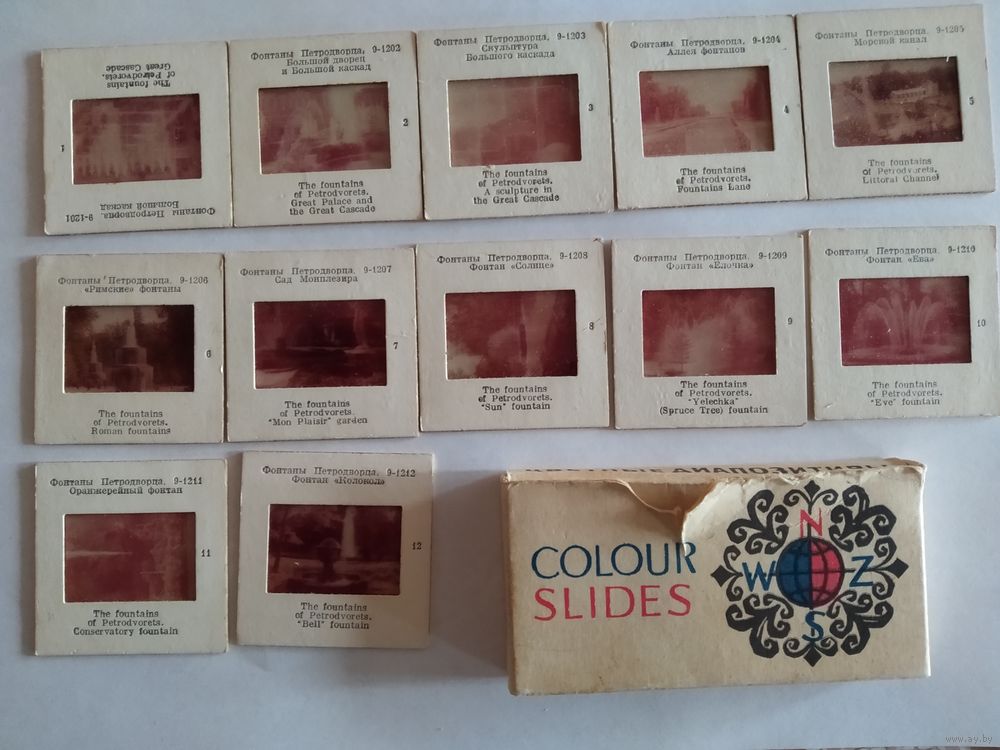 The fountains
of Petrodvorets.
Great Cascade
1
Фонтаны Петродворца. 9-1201
Большой каскад
Фонтаны Петродворца. 9-1202
Большой дворец
и Большой каскад
2
The fountains
of Petrodvorets.
Great Palace and
the Great Cascade
Фонтаны Петродворца. 9-1203
Скульптура
Большого каскада
3
The fountains
of Petrodvorets.
A sculpture in
the Great Cascade
Фонтаны Петродворца. 9-1204
Аллея фонтанов
4
The fountains
of Petrodvorets.
Fountains Lane
Фонтаны Петродворца. 9-1205
Морской канал
5
The fountains
of Petrodvorets.
Littoral Channel
Фонтаны Петродворца. 9-1206
«Римские» фонтаны
6
The fountains
of Petrodvorets.
Roman fountains
Фонтаны Петродворца. 9-1207
Сад Монплезира
7
The fountains
of Petrodvorets.
"Mon Plaisir" garden
Фонтаны Петродворца. 9-1208
Фонтан «Солнце»
8
The fountains
of Petrodvorets.
"Sun" fountain
Фонтаны Петродворца. 9-1209
Фонтан «Ёлочка»
9
The fountains
of Petrodvorets.
"Yelechka"
(Spruce Tree) fountain
Фонтаны Петродворца. 9-1210
Фонтан «Ева»
10
The fountains
of Petrodvorets.
"Eve" fountain
Фонтаны Петродворца. 9-1211
Оранжерейный фонтан
11
The fountains
of Petrodvorets.
Conservatory fountain
Фонтаны Петродворца. 9-1212
Фонтан «Колокол»
12
The fountains
of Petrodvorets.
"Bell" fountain
ДИАПОЗИТИВЫ
COLOUR
SLIDES
N
W Z
S
www.ay.by